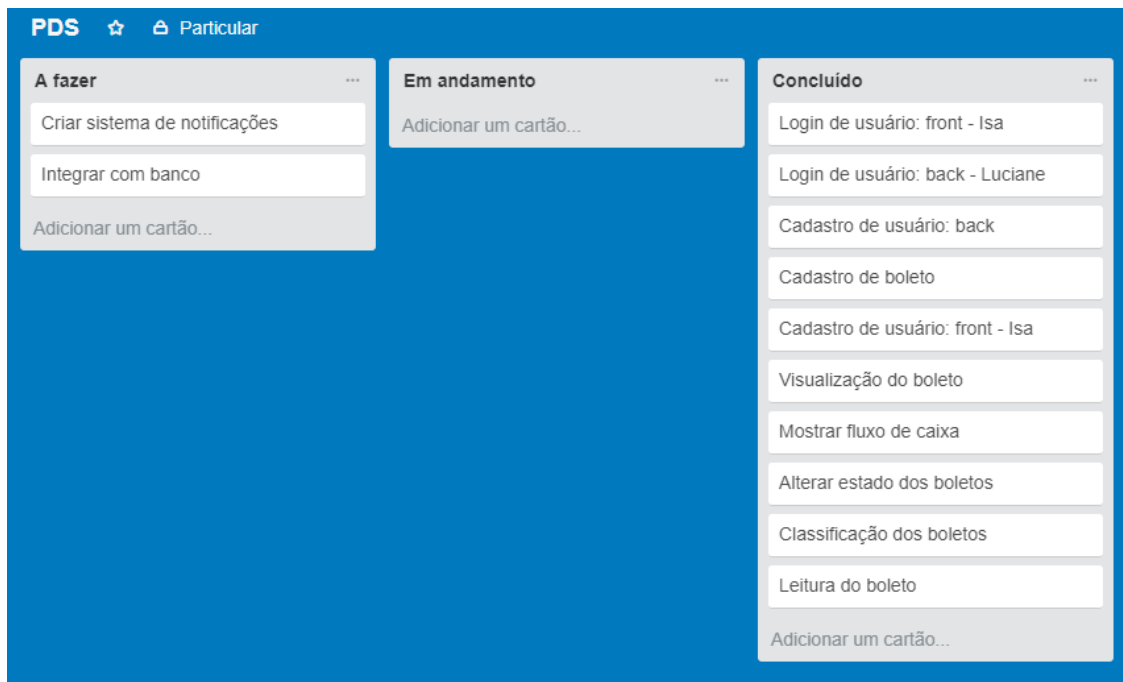 PDS Particular
A fazer
Criar sistema de notificações
Integrar com banco
Adicionar um cartão...
Em andamento
Adicionar um cartão...
Concluído
Login de usuário: front - Isa
Login de usuário: back - Luciane
Cadastro de usuário: back
Cadastro de boleto
Cadastro de usuário: front - Isa
Visualização do boleto
Mostrar fluxo de caixa
Alterar estado dos boletos
Classificação dos boletos
Leitura do boleto
Adicionar um cartão...